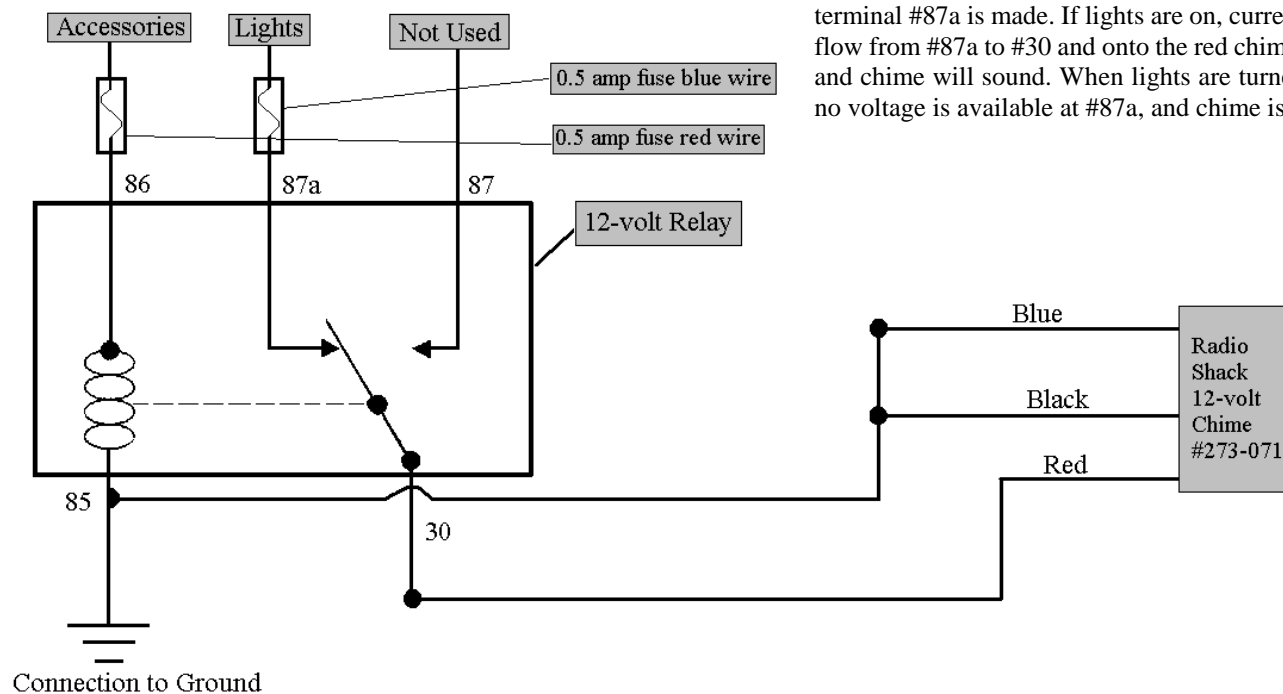 terminal #87a is made. If lights are on, curre
flow from #87a to #30 and onto the red chim
and chime will sound. When lights are turne
no voltage is available at #87a, and chime is
Accessories
Lights
Not Used
0.5 amp fuse blue wire
0.5 amp fuse red wire
86
87a
87
12-volt Relay
Blue
Black
Red
Radio
Shack
12-volt
Chime
#273-071
85
30
Connection to Ground